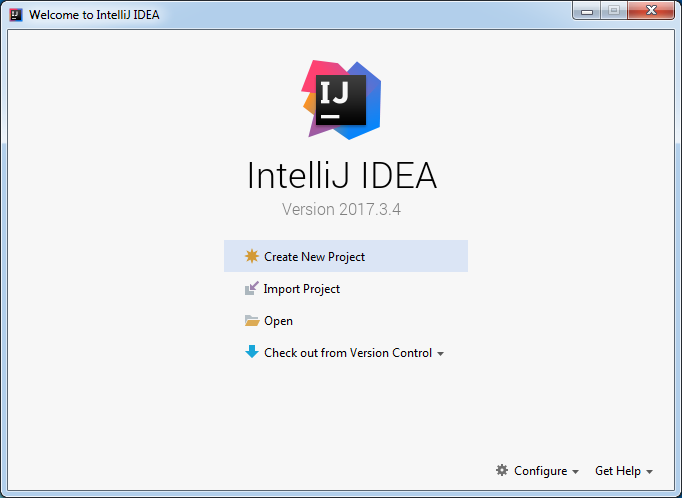 Welcome to IntelliJ IDEA
IJ
IntelliJ IDEA
Version 2017.3.4
Create New Project
Import Project
Open
Check out from Version Control
Configure
Get Help